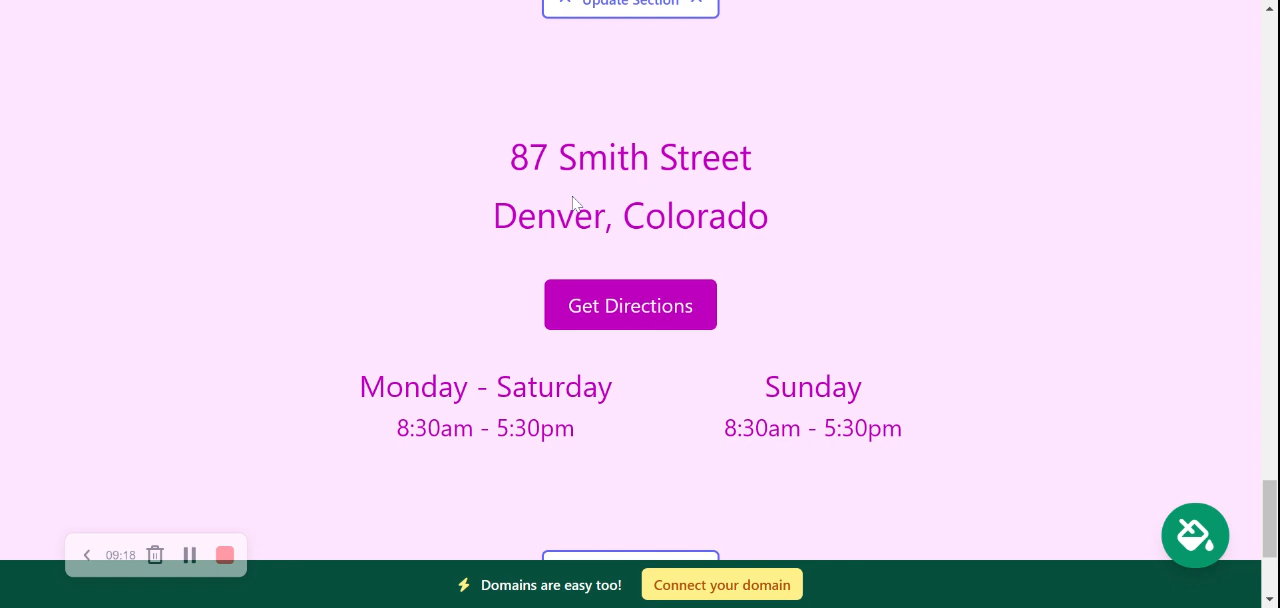 Update Section
87 Smith Street
Denver, Colorado
Get Directions
Monday - Saturday
Sunday
8:30am - 5:30pm
8:30am - 5:30pm
09:18
Domains are easy too!
Connect your domain